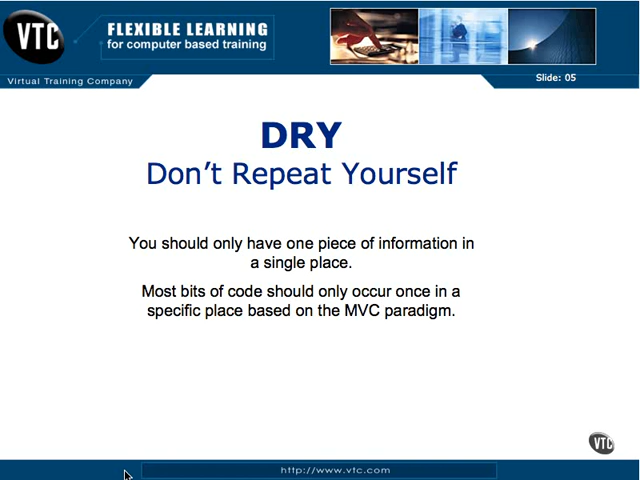 VTC
FLEXIBLE LEARNING
for computer based training
Virtual Training Company
Slide: 05
DRY
Don't Repeat Yourself
You should only have one piece of information in
a single place.
Most bits of code should only occur once in a
specific place based on the MVC paradigm.
VTC
http://www.vtc.com